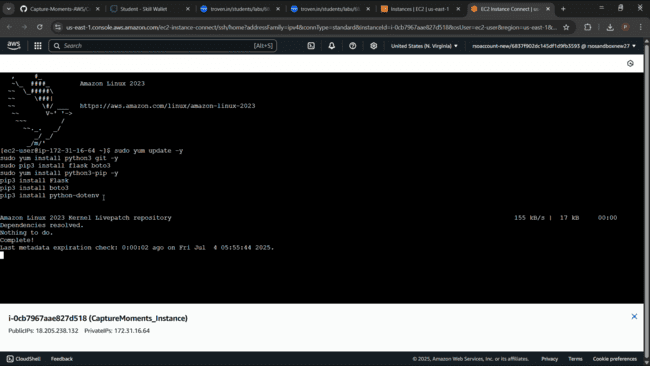 Capture-Moments-AWS/C
Student - Skill Wallet
troven.in/students/labs/68
troven.in/students/labs/68
Instances | EC2 | us-east-1
EC2 Instance Connect | us-east
us-east-1.console.aws.amazon.com/ec2-instance-connect/ssh/home?addressFamily=ipv4&connType=standard&instanceId=i-0cb7967aae827d518&osUser=ec2-user&region=us-east-1&
aws
Search
[Alt+S]
United States (N. Virginia) ▼
Amazon Linux 2023
https://aws.amazon.com/linux/amazon-linux-2023
[ec2-user@ip-172-31-16-64 ~]$ sudo yum update -y
sudo yum install python3 git -y
sudo pip3 install flask boto3
sudo yum install python3-pip -y
pip3 install Flask
pip3 install boto3
pip3 install python-dotenv
Amazon Linux 2023 Kernel Livepatch repository 155 kB/s | 17 kB 00:00
Dependencies resolved.
Nothing to do.
Complete!
Last metadata expiration check: 0:00:02 ago on Fri Jul 4 05:55:44 2025.
i-0cb7967aae827d518 (CaptureMoments_Instance)
PublicIPs: 18.205.238.132 PrivateIPs: 172.31.16.64
CloudShell Feedback
© 2025, Amazon Web Services, Inc. or its affiliates. Privacy Terms Cookie preferences